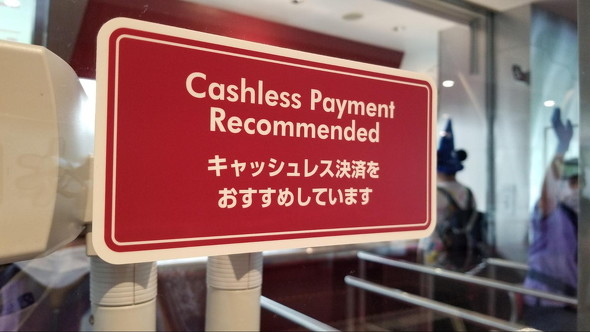 Cashless Payment
Recommended
キャッシュレス決済を
おすすめしています